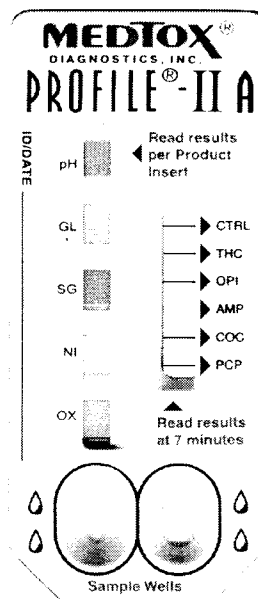 MEDTOX®
DIAGNOSTICS, INC.
PROFILE®-II A
ID/DATE
Read results
per Product
Insert
pH
GL
SG
NI
OX
CTRL
THC
OPI
AMP
COC
PCP
Read results
at 7 minutes
Sample Wells